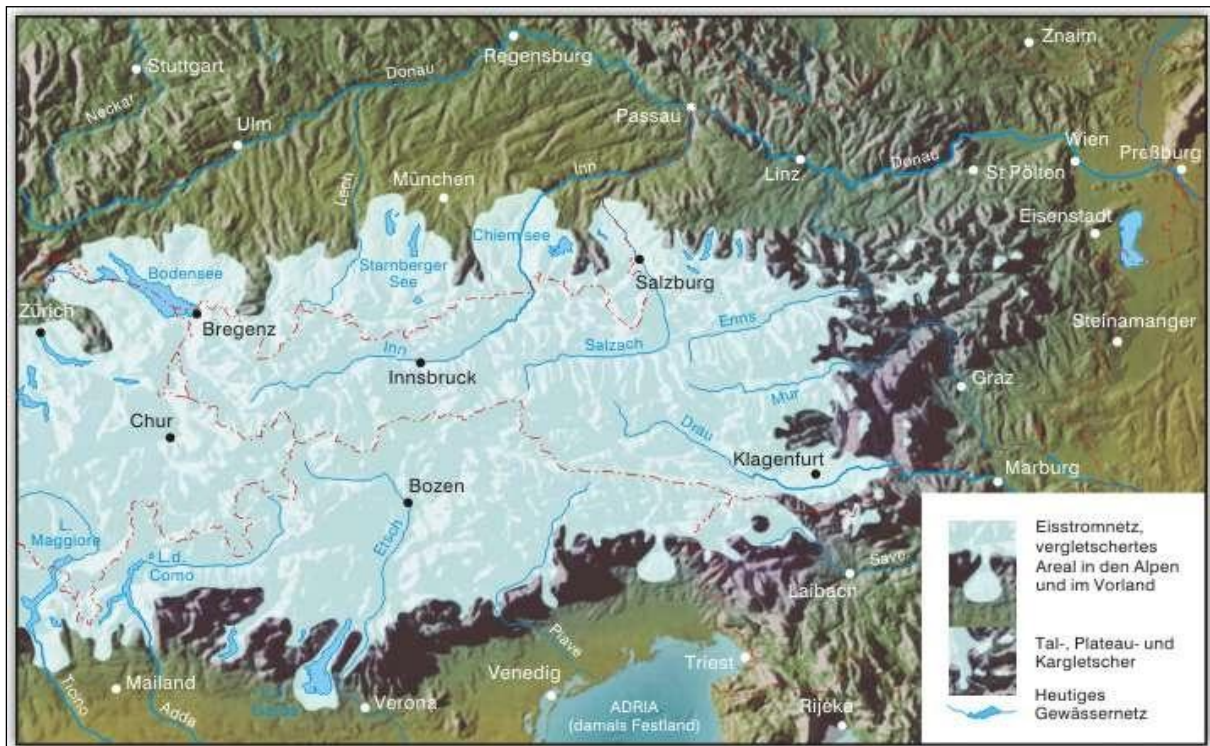 Znaim
Regensburg
Stuttgart
Donau
Neckar
Passau
Ulm
Wien
Preßburg
Donau
Linz
St Pölten
Inn
Lech
München
Eisenstadt
Chiemsee
Bodensee
Starnberger
See
Salzburg
Zürich
Bregenz
Enns
Steinamanger
Inn
Salzach
Innsbruck
Graz
Mur
Chur
Drau
Klagenfurt
Marburg
Bozen
L.
Maggiore
Etsch
L.d.
Como
Save
Laibach
Piave
Triest
Venedig
Mailand
Ticino
Adda
Verona
ADRIA
(damals Festland)
Rijeka
Eisstromnetz,
vergletschertes
Areal in den Alpen
und im Vorland
Tal-, Plateau- und
Kargletscher
Heutiges
Gewässernetz